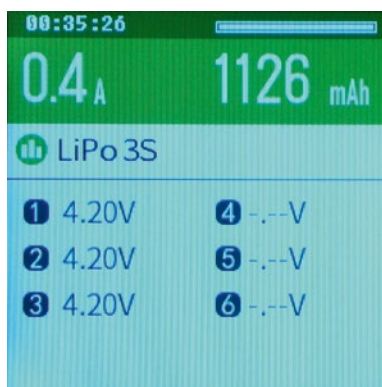 00:35:26
0.4 A 1126 mAh
LiPo 3S
1 4.20V 4 -.--V
2 4.20V 5 -.--V
3 4.20V 6 -.--V